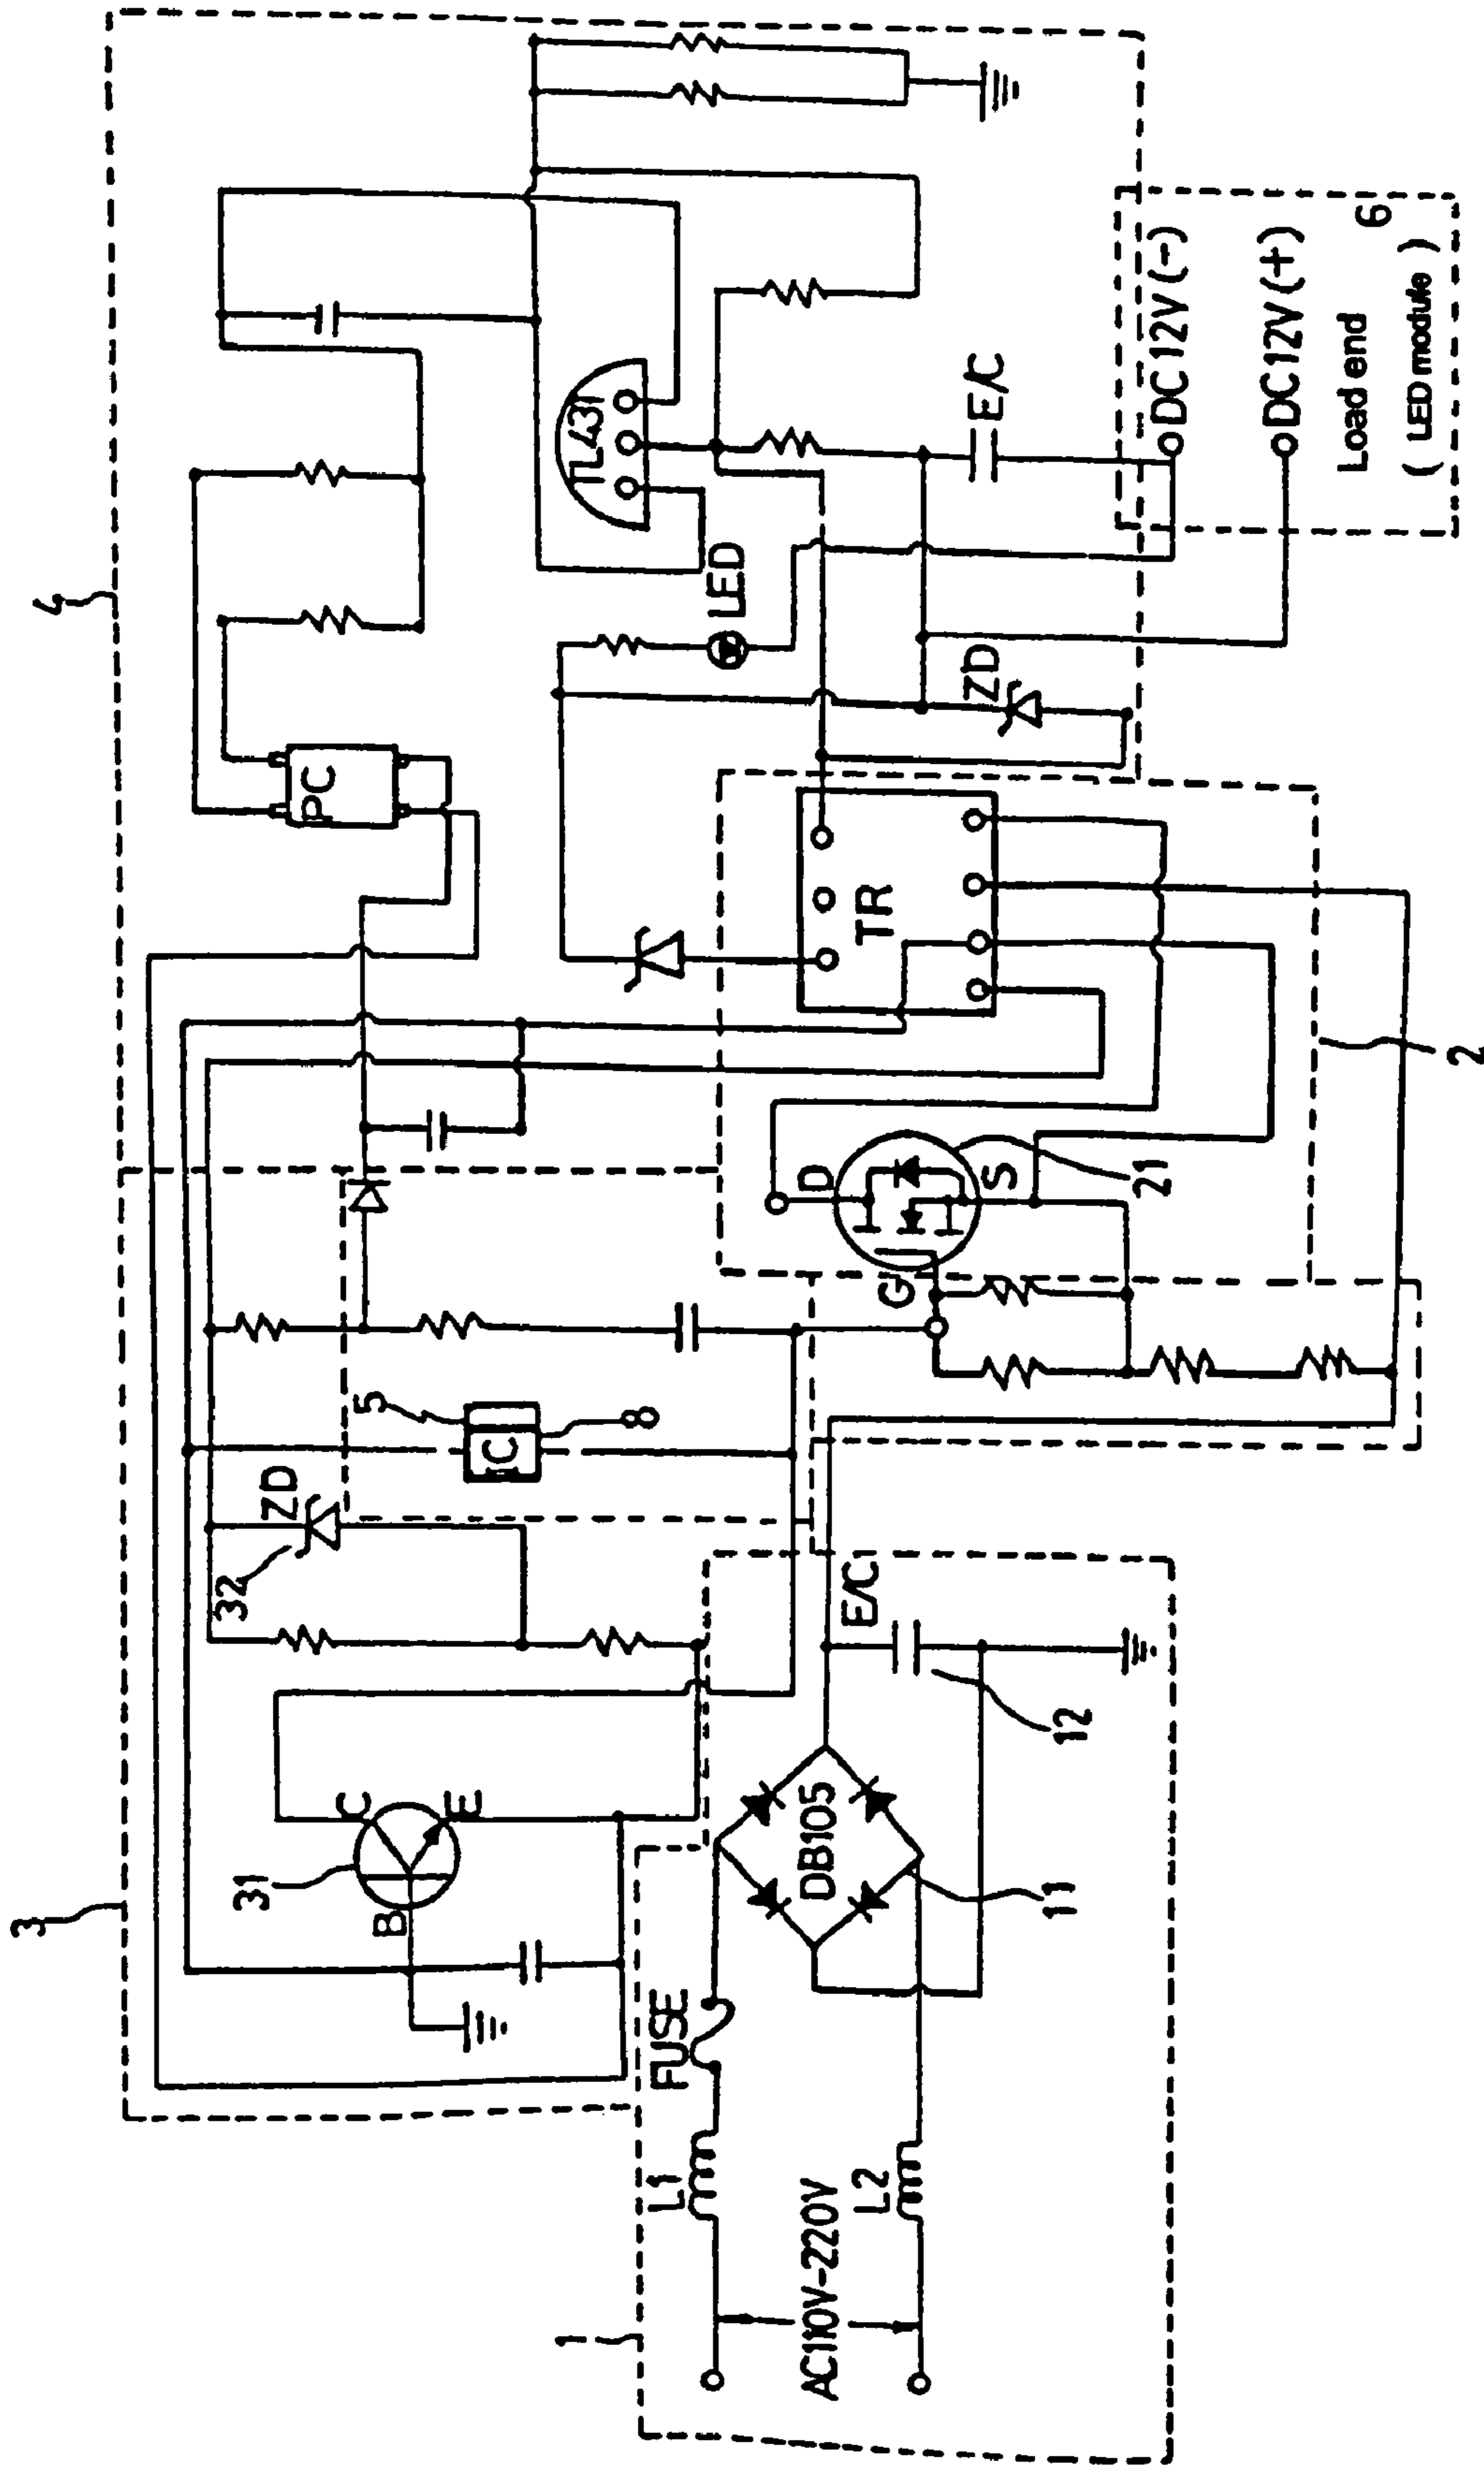 3
4
31
32
ZD
5
8
IC
PC
C
B
E
TL431
LED
FUSE
L1
DB105
11
AC110V-220V
L2
1
E/C
12
G
D
S
21
TR
2
ZD
E/C
DC12V(-)
DC12V(+)
6
Load end
( LED module )